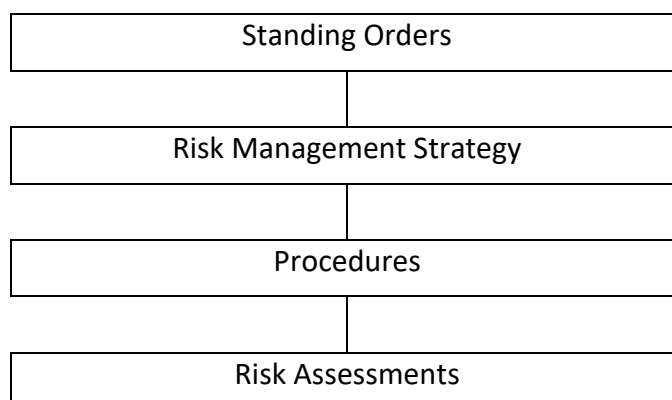 Standing Orders
Risk Management Strategy
Procedures
Risk Assessments